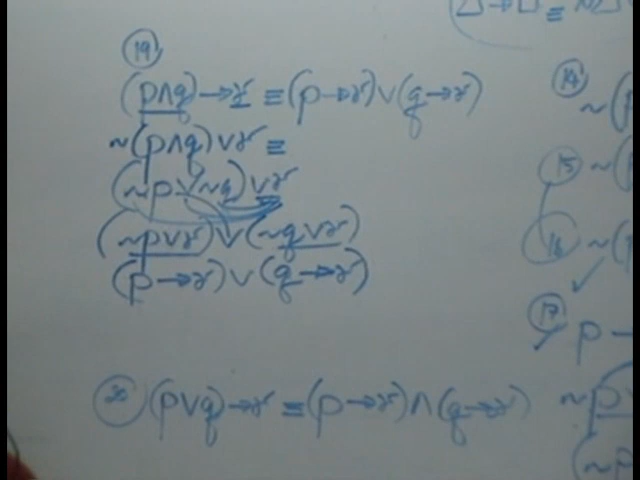 △→□ ≡ ~△
⑲
(p∧q)→r ≡ (p→r)∨(q→r)
~(p∧q)∨r ≡
(~p∨~q)∨r
(~p∨r)∨(~q∨r)
(p→r)∨(q→r)
⑳ (p∨q)→r ≡ (p→r)∧(q→r)
⑭
~(p
⑮ ~(p
⑯ ~(p
⑰ p→
~p
(~p